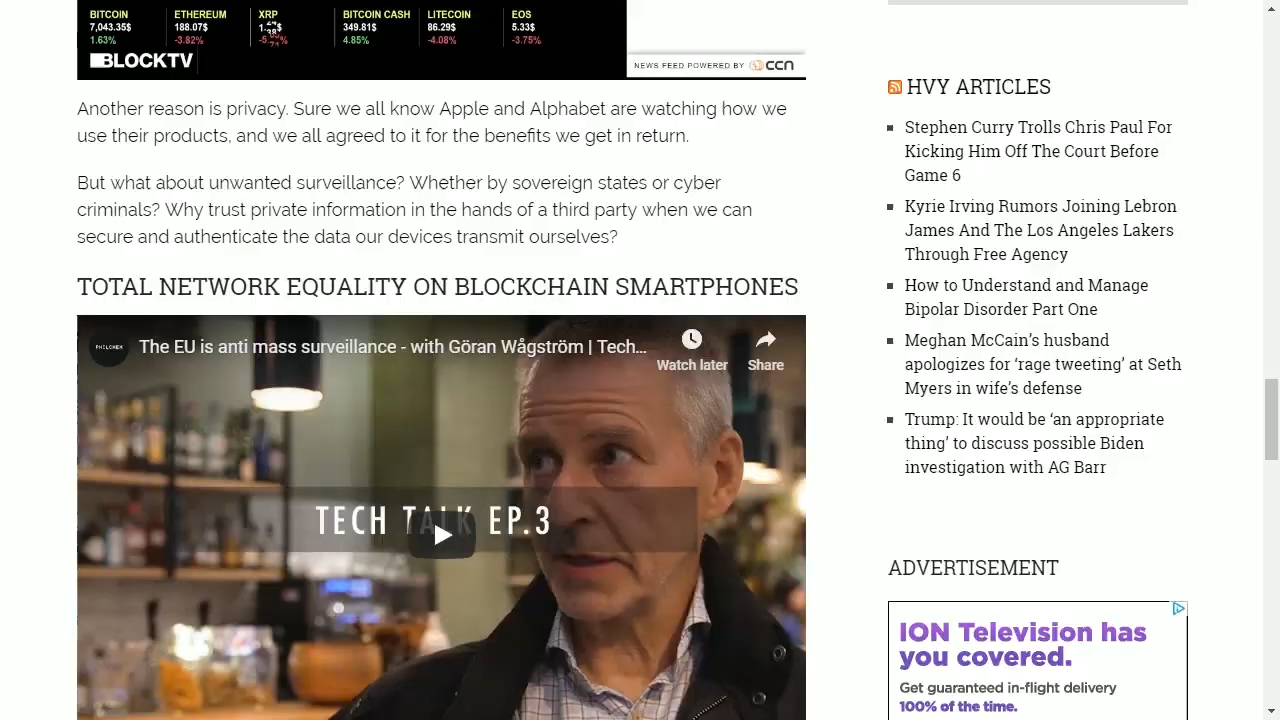 BITCOIN ETHEREUM XRP BITCOIN CASH LITECOIN EOS
7,043.35$ 188.07$ 349.81$ 86.29$ 5.33$
1.63% -3.82% 4.85% -4.08% -3.75%
BLOCKTV
NEWS FEED POWERED BY CCN
Another reason is privacy. Sure we all know Apple and Alphabet are watching how we
use their products, and we all agreed to it for the benefits we get in return.
But what about unwanted surveillance? Whether by sovereign states or cyber
criminals? Why trust private information in the hands of a third party when we can
secure and authenticate the data our devices transmit ourselves?
TOTAL NETWORK EQUALITY ON BLOCKCHAIN SMARTPHONES
PHILCHEN
The EU is anti mass surveillance - with Göran Wågström | Tech...
Watch later
Share
TECH TALK EP.3
HVY ARTICLES
Stephen Curry Trolls Chris Paul For
Kicking Him Off The Court Before
Game 6
Kyrie Irving Rumors Joining Lebron
James And The Los Angeles Lakers
Through Free Agency
How to Understand and Manage
Bipolar Disorder Part One
Meghan McCain’s husband
apologizes for ‘rage tweeting’ at Seth
Myers in wife’s defense
Trump: It would be ‘an appropriate
thing’ to discuss possible Biden
investigation with AG Barr
ADVERTISEMENT
ION Television has
you covered.
Get guaranteed in-flight delivery
100% of the time.